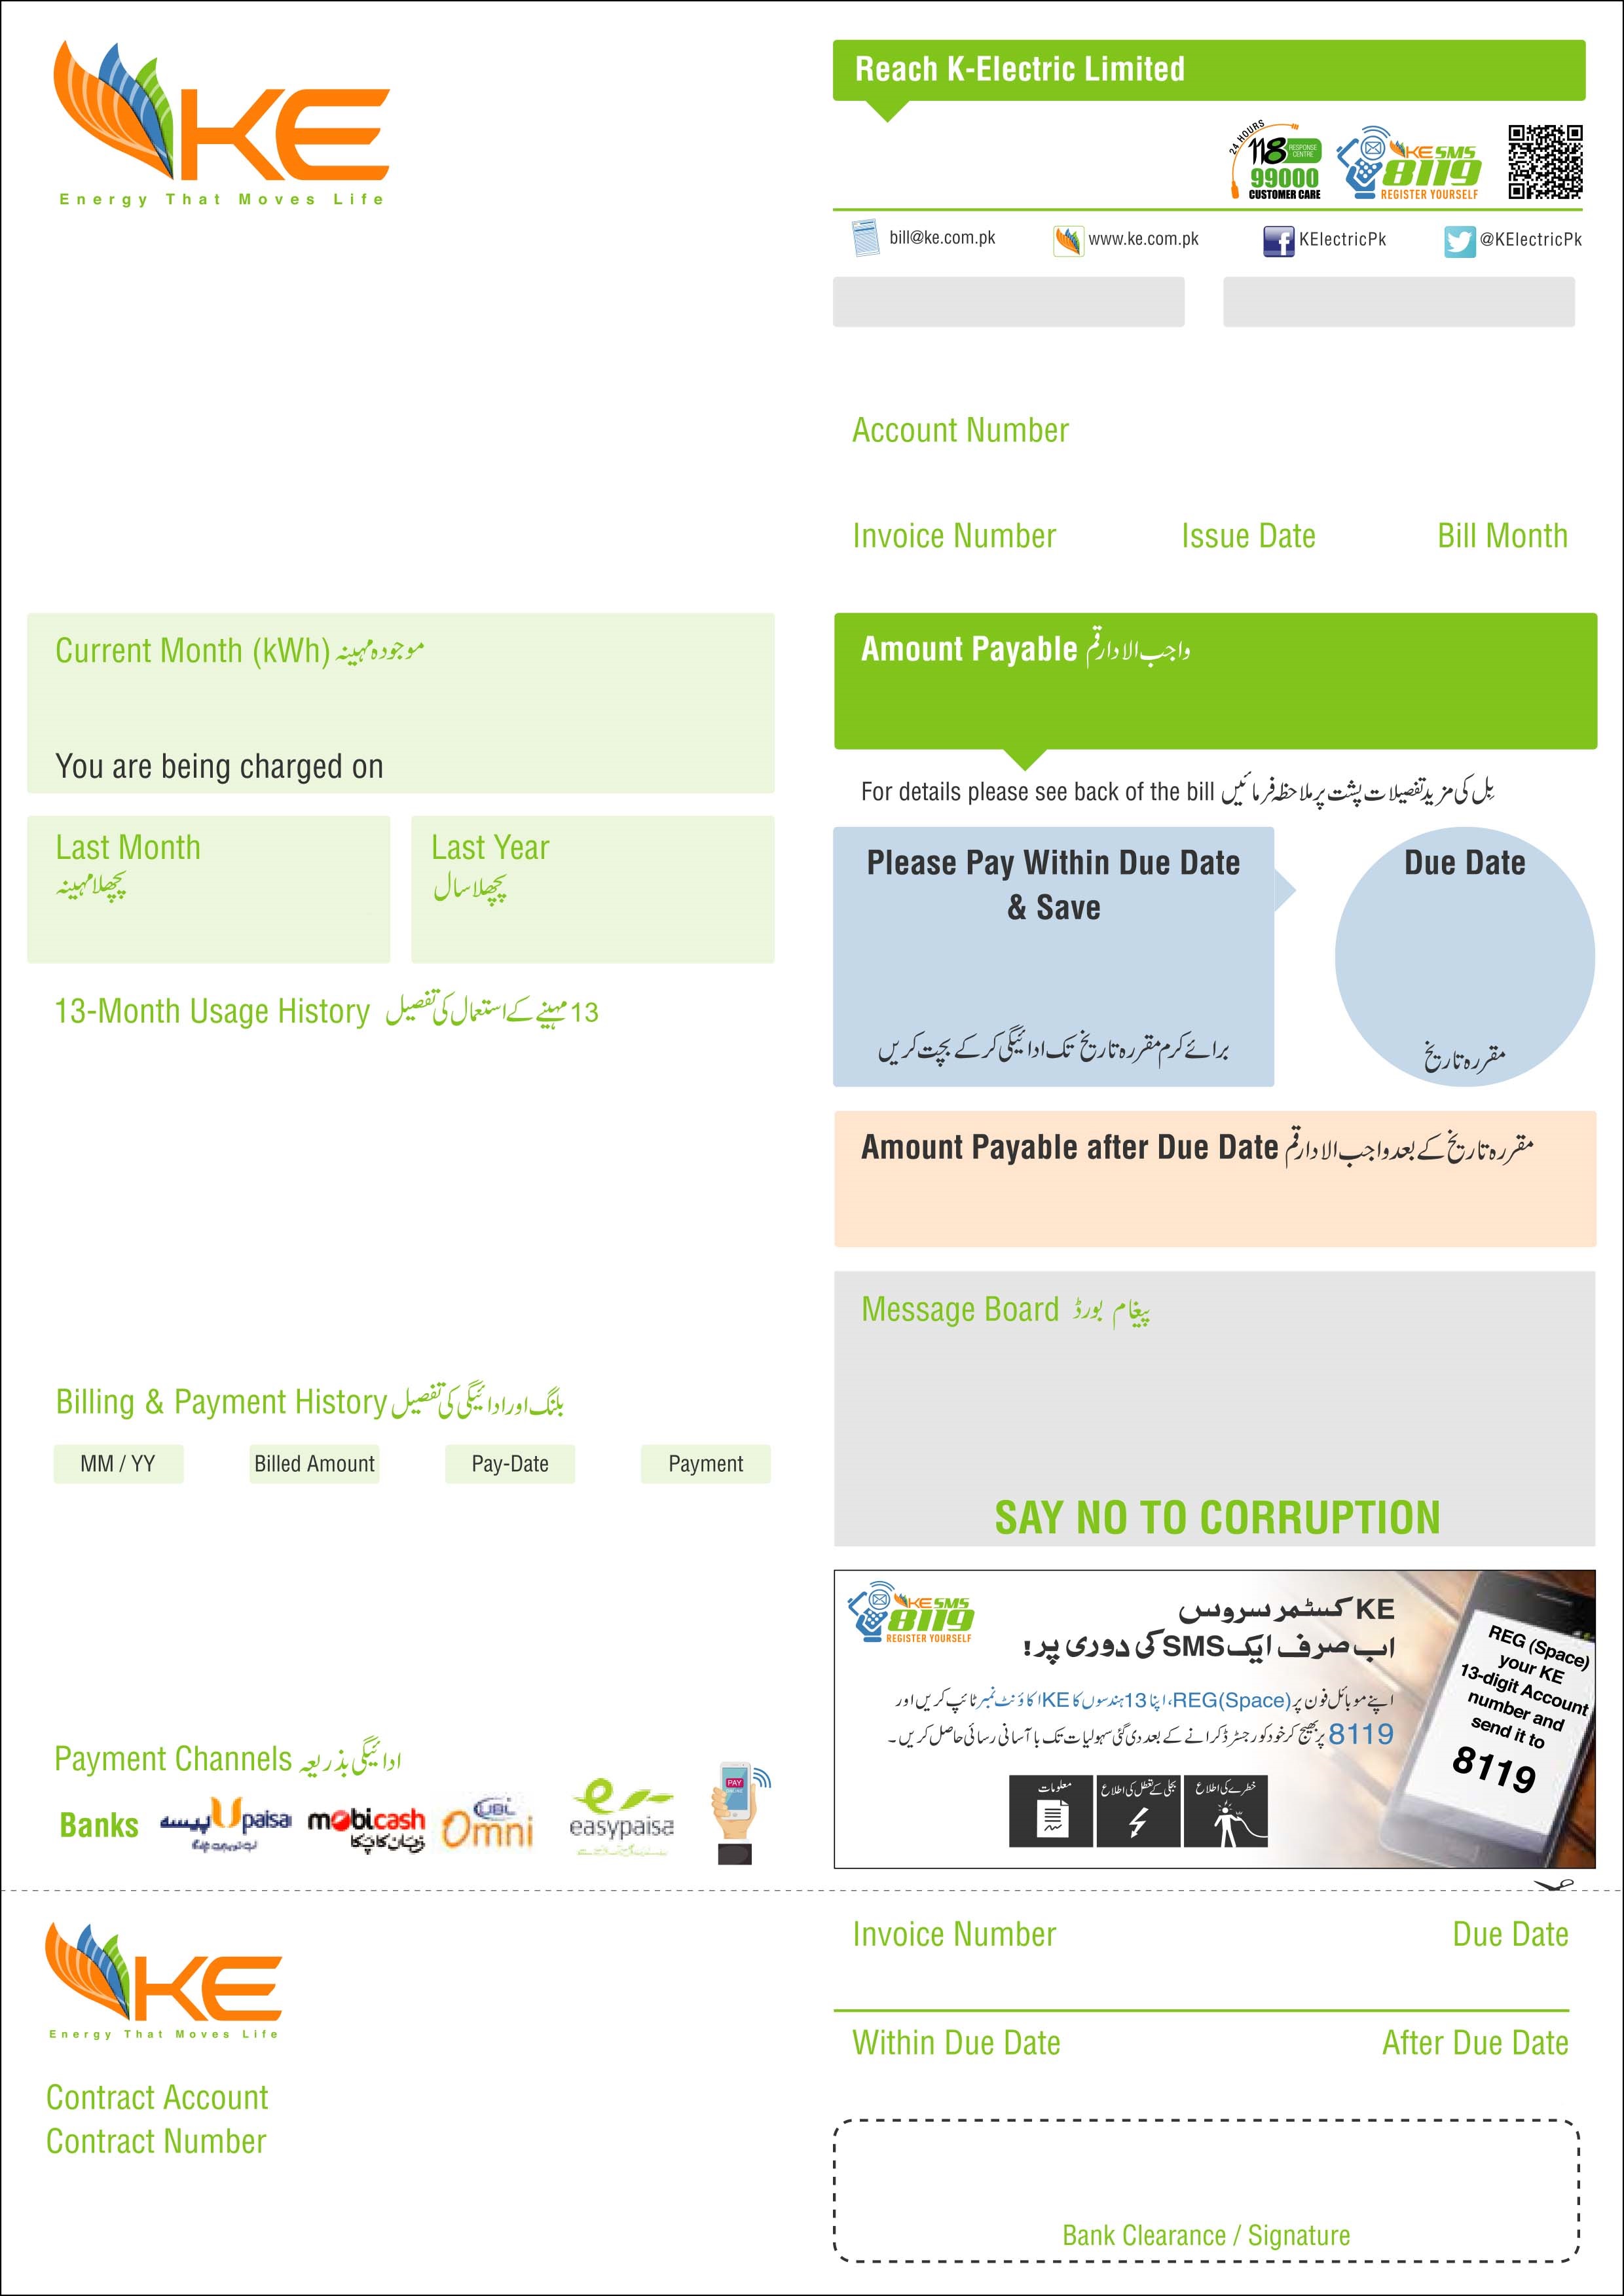 KE
Energy That Moves Life
Reach K-Electric Limited
24 HOURS
118
RESPONSE CENTRE
99000
CUSTOMER CARE
KE SMS
8119
REGISTER YOURSELF
bill@ke.com.pk
www.ke.com.pk
KElectricPk
@KElectricPk
Account Number
Invoice Number Issue Date Bill Month
Current Month (kWh) موجودہ مہینہ
You are being charged on
Last Month
پچھلا مہینہ
Last Year
پچھلا سال
13-Month Usage History 13 مہینے کے استعمال کی تفصیل
Billing & Payment History بلنگ اور ادائیگی کی تفصیل
MM / YY Billed Amount Pay-Date Payment
Payment Channels ادائیگی بذریعہ
Banks
Upaisa
mobicash
UBL
Omni
easypaisa
PAY
Amount Payable واجب الادا رقم
For details please see back of the bill بِل کی مزید تفصیلات پشت پر ملاحظہ فرمائیں
Please Pay Within Due Date
& Save
برائے کرم مقررہ تاریخ تک ادائیگی کر کے بچت کریں
Due Date
مقررہ تاریخ
Amount Payable after Due Date مقررہ تاریخ کے بعد واجب الادا رقم
Message Board پیغام بورڈ
SAY NO TO CORRUPTION
KE SMS
8119
REGISTER YOURSELF
KE کسٹمر سروس
اب صرف ایک SMS کی دوری پر!
اپنے موبائل فون پر REG(Space)، اپنا 13 ہندسوں کا KE اکاؤنٹ نمبر ٹائپ کریں اور
8119 پر بھیج کر خود کو رجسٹر ڈ کرانے کے بعد دی گئی سہولیات تک با آسانی رسائی حاصل کریں ۔
خطرے کی اطلاع
بجلی کے تعطل کی اطلاع
معلومات
REG (Space)
your KE
13-digit Account
number and
send it to
8119
KE
Energy That Moves Life
Contract Account
Contract Number
Invoice Number Due Date
Within Due Date After Due Date
Bank Clearance / Signature